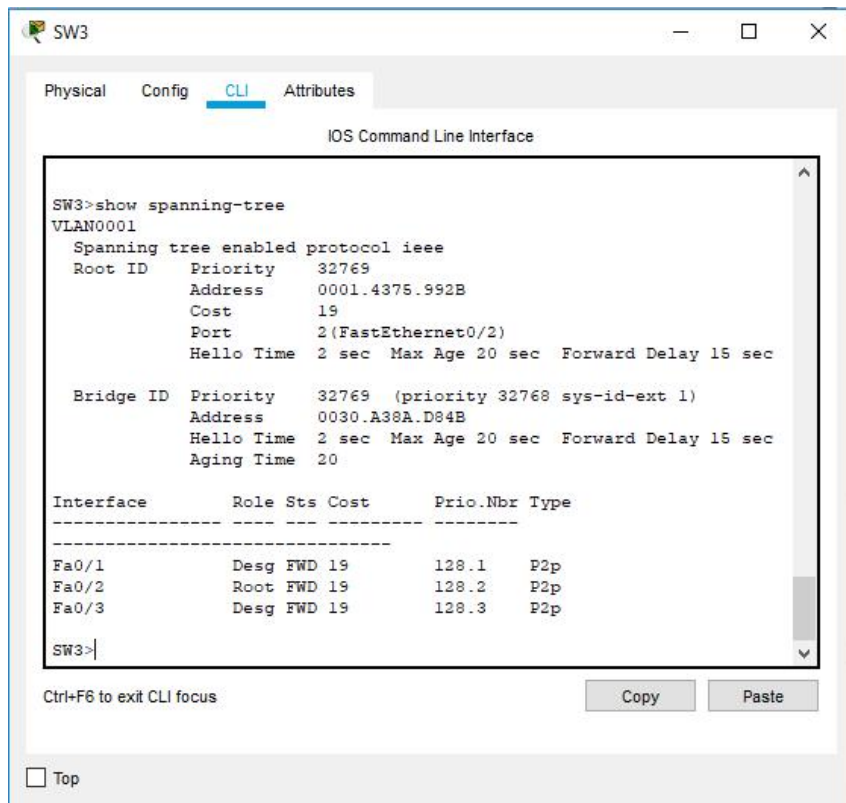 SW3
Physical Config CLI Attributes
IOS Command Line Interface
SW3>show spanning-tree
VLAN0001
  Spanning tree enabled protocol ieee
  Root ID    Priority    32769
             Address     0001.4375.992B
             Cost        19
             Port        2(FastEthernet0/2)
             Hello Time  2 sec  Max Age 20 sec  Forward Delay 15 sec
  Bridge ID  Priority    32769  (priority 32768 sys-id-ext 1)
             Address     0030.A38A.D84B
             Hello Time  2 sec  Max Age 20 sec  Forward Delay 15 sec
             Aging Time  20
Interface        Role Sts Cost      Prio.Nbr Type
---------------- ---- --- --------- --------
--------------------------------
Fa0/1            Desg FWD 19        128.1    P2p
Fa0/2            Root FWD 19        128.2    P2p
Fa0/3            Desg FWD 19        128.3    P2p
SW3>
Ctrl+F6 to exit CLI focus
Copy Paste
Top